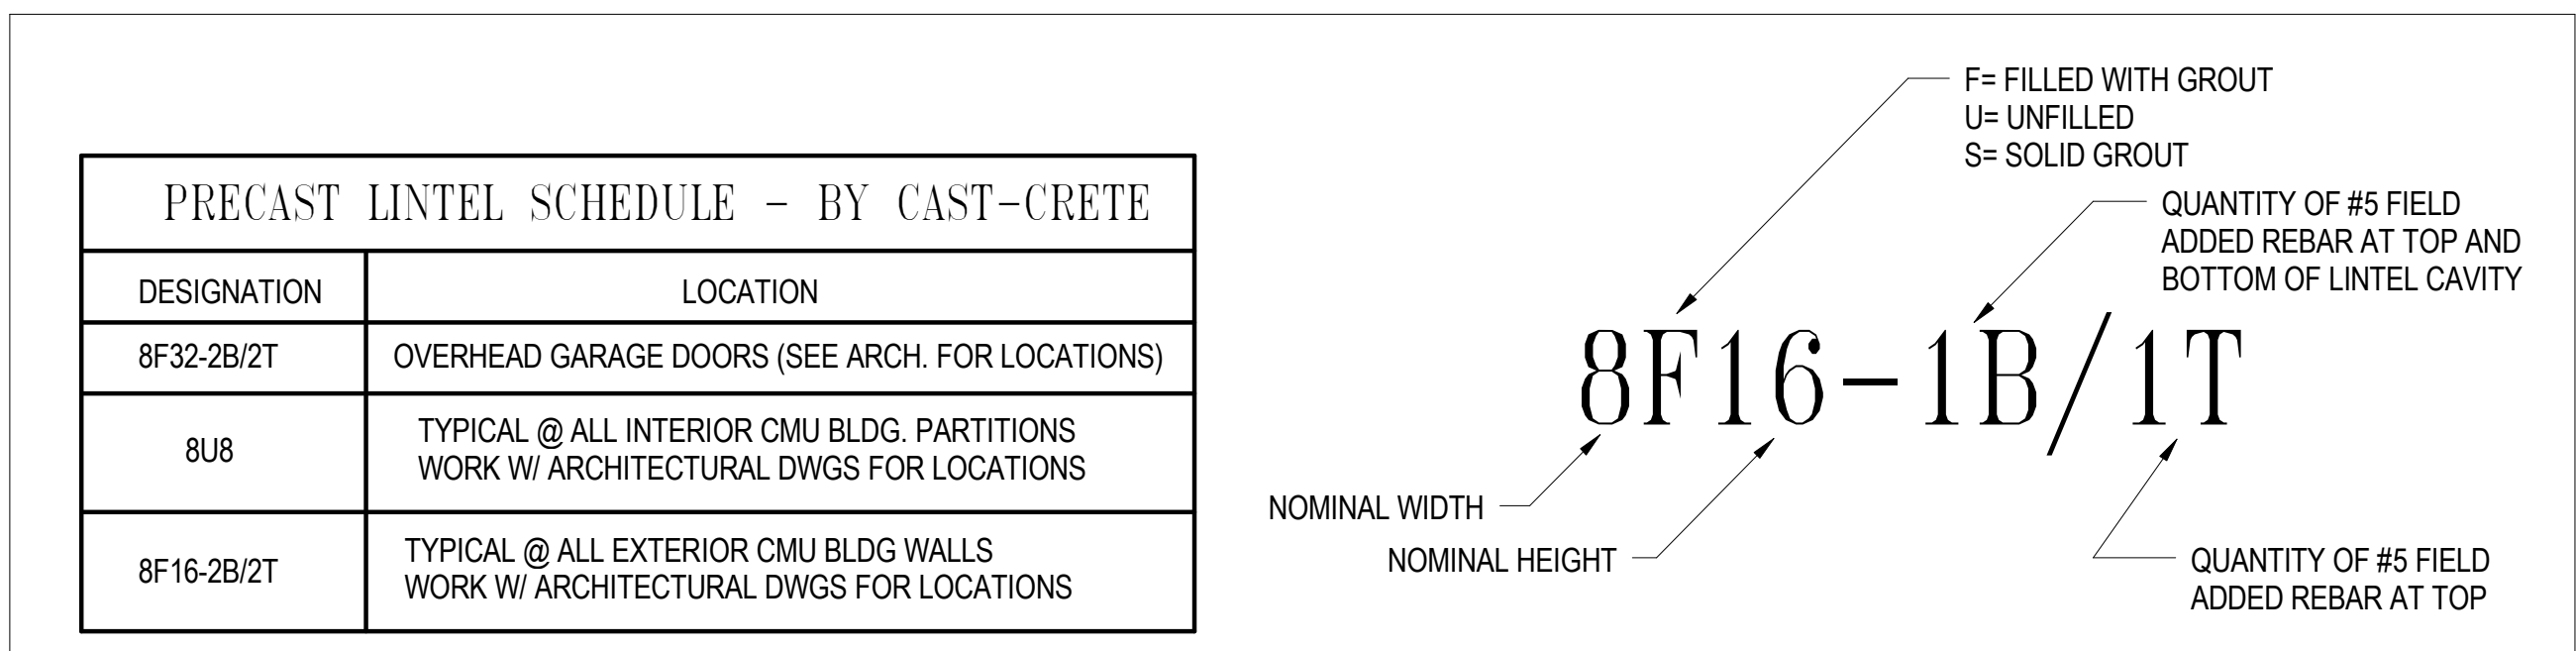 PRECAST LINTEL SCHEDULE - BY CAST-CRETE
DESIGNATION
LOCATION
8F32-2B/2T
OVERHEAD GARAGE DOORS (SEE ARCH. FOR LOCATIONS)
8U8
TYPICAL @ ALL INTERIOR CMU BLDG. PARTITIONS
WORK W/ ARCHITECTURAL DWGS FOR LOCATIONS
8F16-2B/2T
TYPICAL @ ALL EXTERIOR CMU BLDG WALLS
WORK W/ ARCHITECTURAL DWGS FOR LOCATIONS
F= FILLED WITH GROUT
U= UNFILLED
S= SOLID GROUT
QUANTITY OF #5 FIELD
ADDED REBAR AT TOP AND
BOTTOM OF LINTEL CAVITY
8F16-1B/1T
NOMINAL WIDTH
NOMINAL HEIGHT
QUANTITY OF #5 FIELD
ADDED REBAR AT TOP